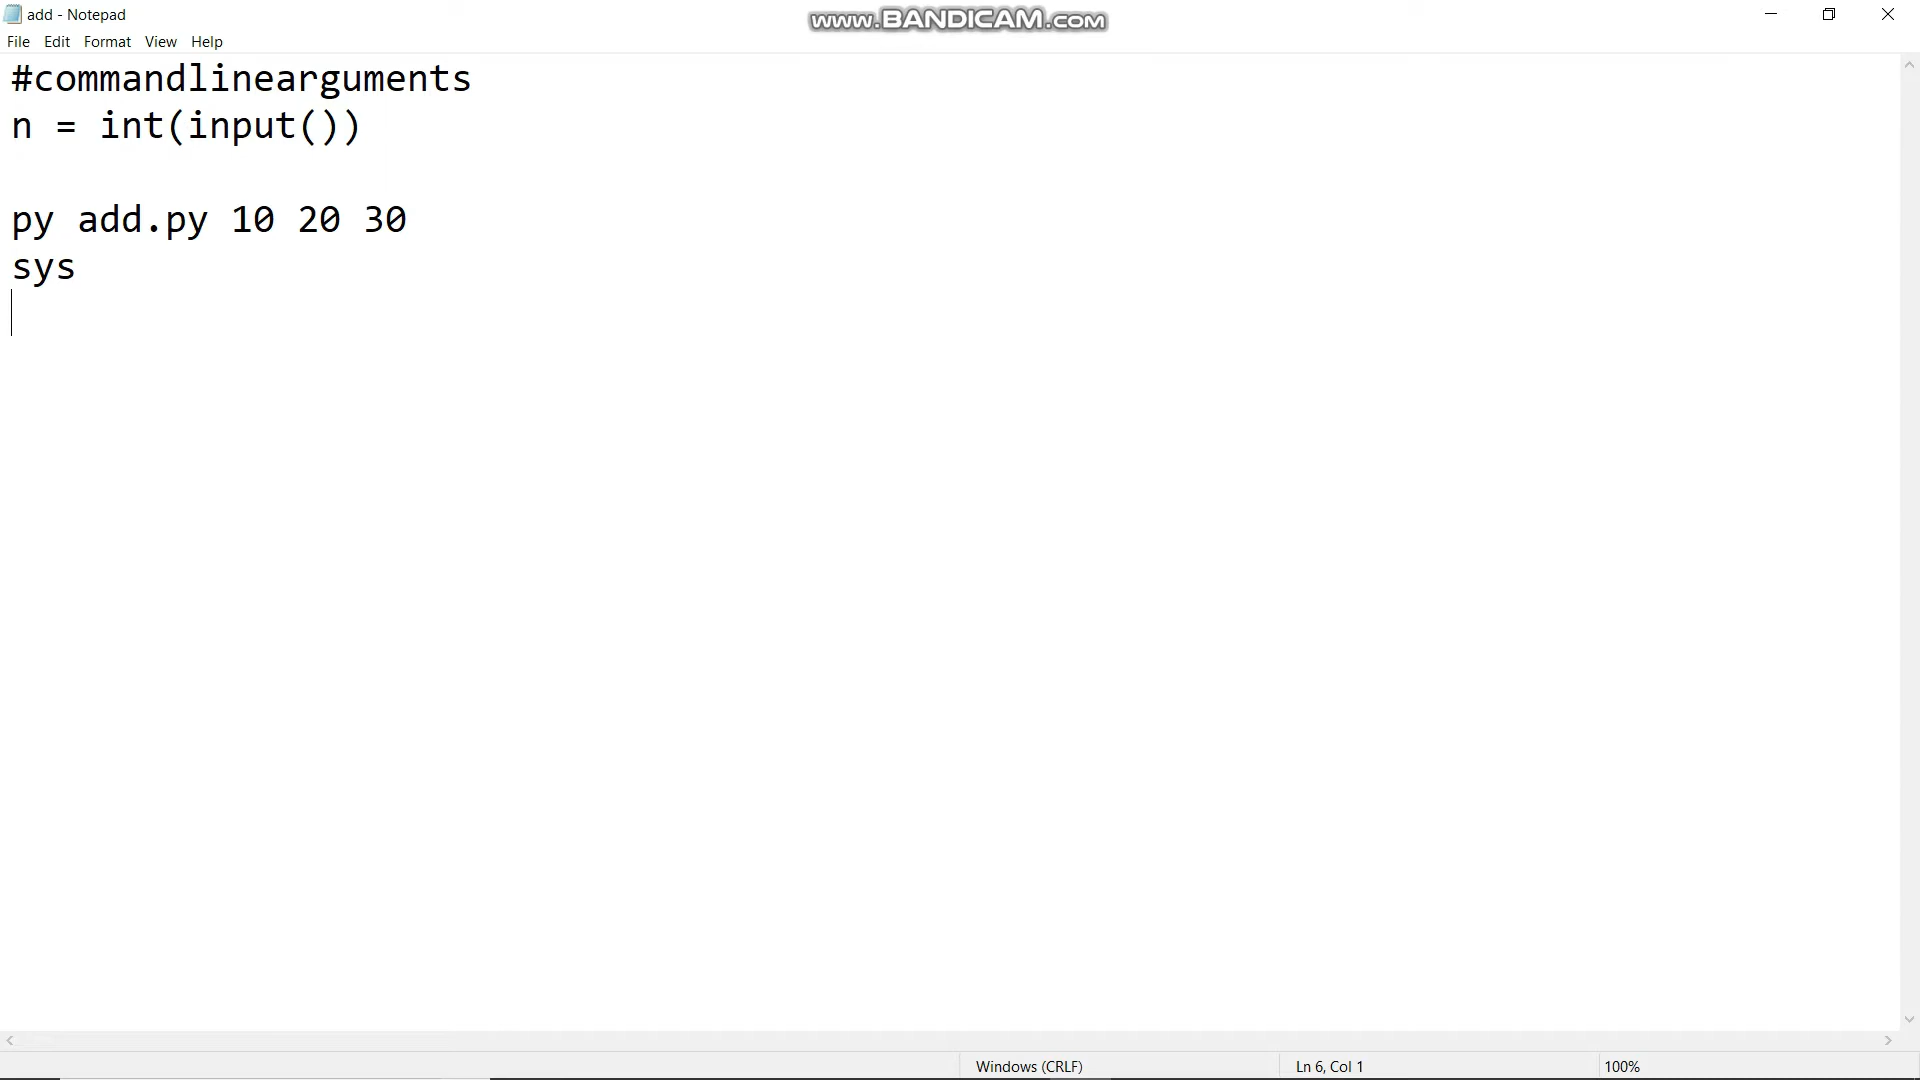 add - Notepad
www.BANDICAM.com
File Edit Format View Help
#commandlinearguments
n = int(input())
py add.py 10 20 30
sys
Windows (CRLF) Ln 6, Col 1 100%